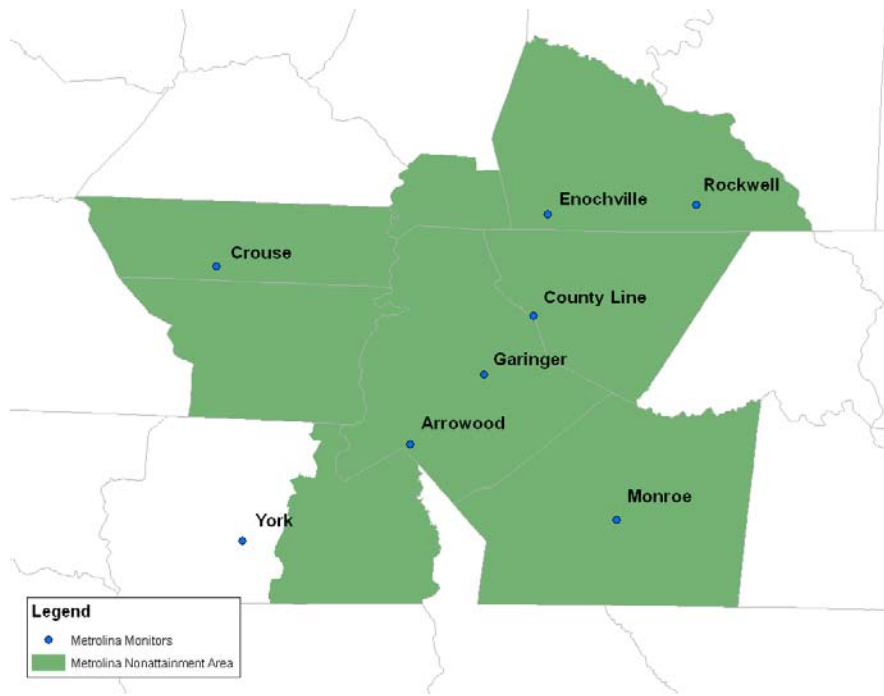 Enochville
Rockwell
Crouse
County Line
Garinger
Arrowood
Monroe
York
Legend
Metrolina Monitors
Metrolina Nonattainment Area